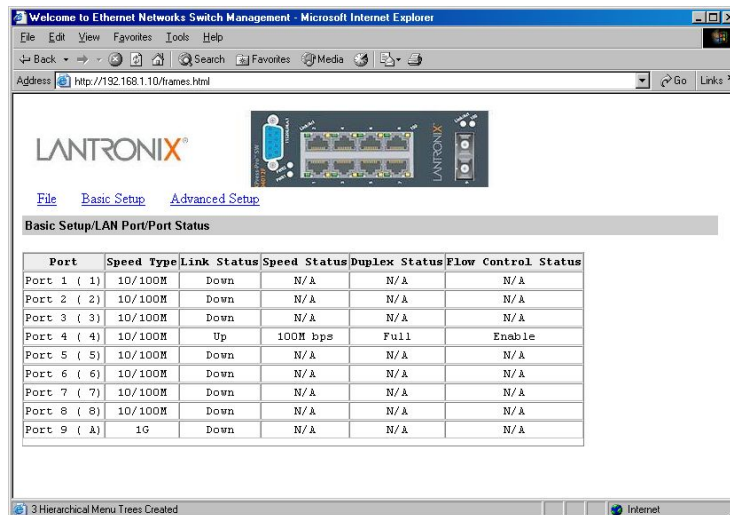 Welcome to Ethernet Networks Switch Management - Microsoft Internet Explorer
File Edit View Favorites Tools Help
Back Search Favorites Media
Address http://192.168.1.10/frames.html Go Links
LANTRONIX®
LANTRONIX
File Basic Setup Advanced Setup
Basic Setup/LAN Port/Port Status
Port Speed Type Link Status Speed Status Duplex Status Flow Control Status
Port 1 ( 1) 10/100M Down N/A N/A N/A
Port 2 ( 2) 10/100M Down N/A N/A N/A
Port 3 ( 3) 10/100M Down N/A N/A N/A
Port 4 ( 4) 10/100M Up 100M bps Full Enable
Port 5 ( 5) 10/100M Down N/A N/A N/A
Port 6 ( 6) 10/100M Down N/A N/A N/A
Port 7 ( 7) 10/100M Down N/A N/A N/A
Port 8 ( 8) 10/100M Down N/A N/A N/A
Port 9 ( A) 1G Down N/A N/A N/A
3 Hierarchical Menu Trees Created Internet